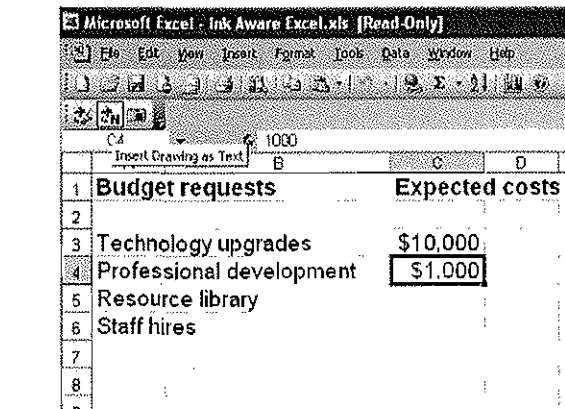 Microsoft Excel - Ink Aware Excel.xls [Read-Only]
File Edit View Insert Format Tools Data Window Help
C4 1000
Insert Drawing as Text
B C D
1 Budget requests Expected costs
2
3 Technology upgrades $10,000
4 Professional development $1,000
5 Resource library
6 Staff hires
7
8